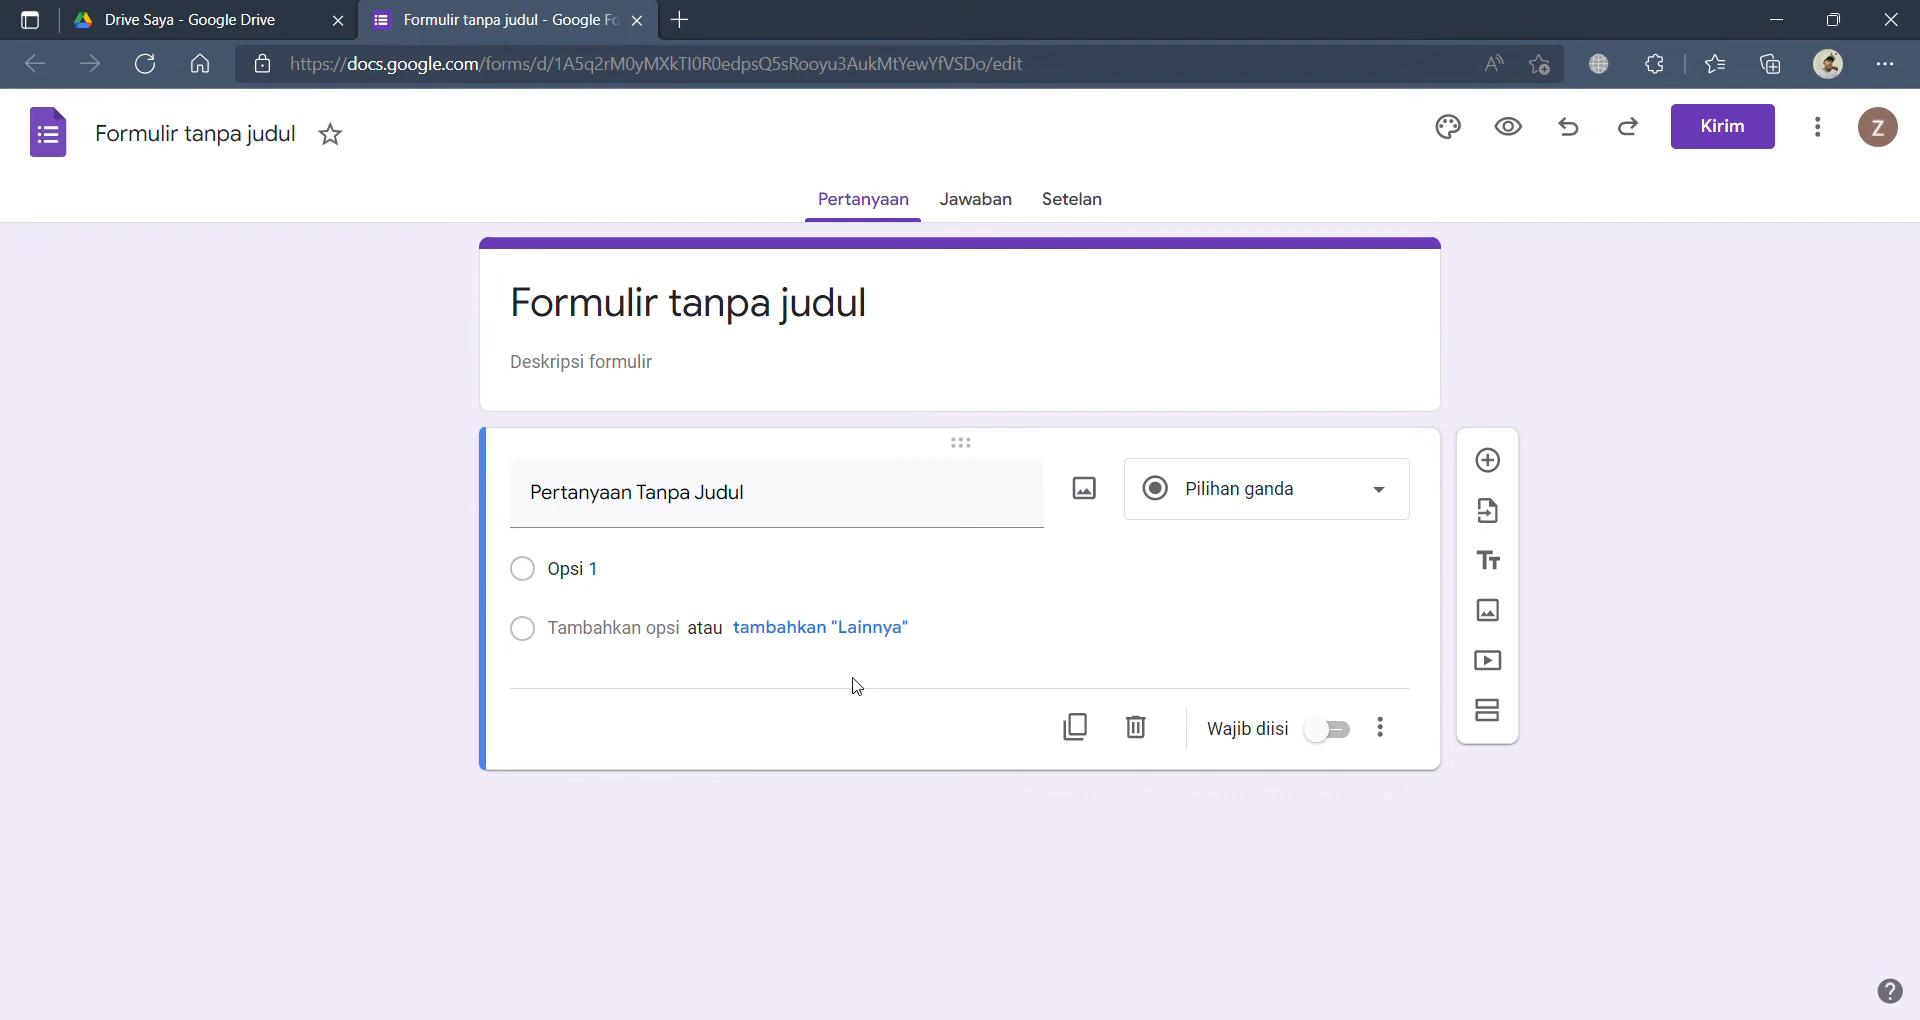 Drive Saya - Google Drive
Formulir tanpa judul - Google Fo
https://docs.google.com/forms/d/1A5q2rM0yMXkTI0R0edpsQ5sRooyu3AukMtYewYfVSDo/edit
Formulir tanpa judul
Kirim
Z
Pertanyaan Jawaban Setelan
Formulir tanpa judul
Deskripsi formulir
Pertanyaan Tanpa Judul
Pilihan ganda
Opsi 1
Tambahkan opsi atau tambahkan "Lainnya"
Wajib diisi